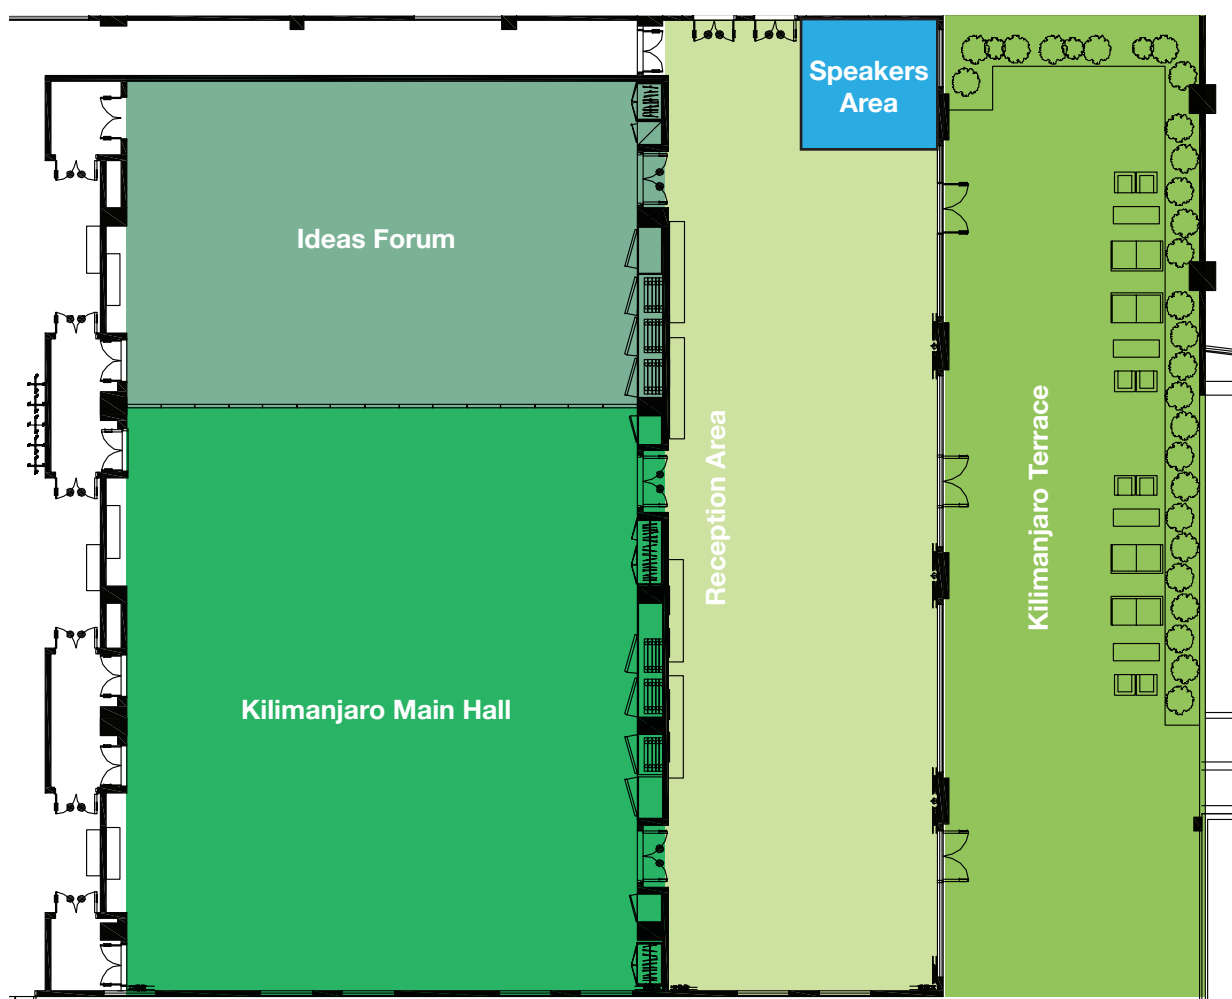 Speakers
Area
Ideas Forum
Reception Area
Kilimanjaro Terrace
Kilimanjaro Main Hall